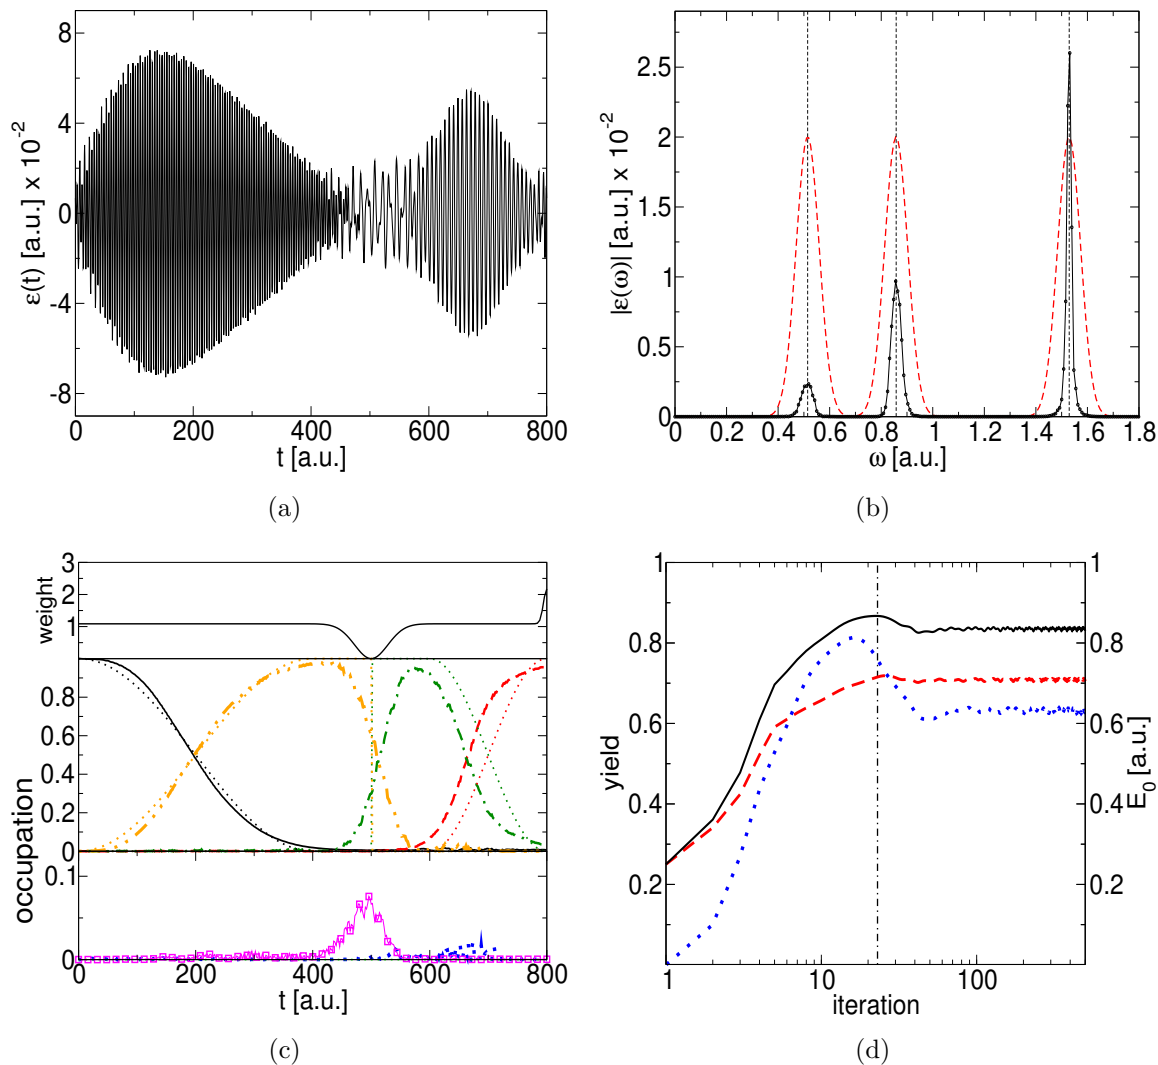 8
4
0
-4
-8
ε(t) [a.u.] x 10⁻²
0 200 400 600 800
t [a.u.]
(a)
2.5
2
1.5
1
0.5
0
|ε(ω)| [a.u.] x 10⁻²
0 0.2 0.4 0.6 0.8 1 1.2 1.4 1.6 1.8
ω [a.u.]
(b)
3
2
1
weight
0.8
0.6
0.4
0.2
0
0.1
0
occupation
0 200 400 600 800
t [a.u.]
(c)
1
0.8
0.6
0.4
0.2
yield
1
0.8
0.6
0.4
0.2
E₀ [a.u.]
1 10 100
iteration
(d)